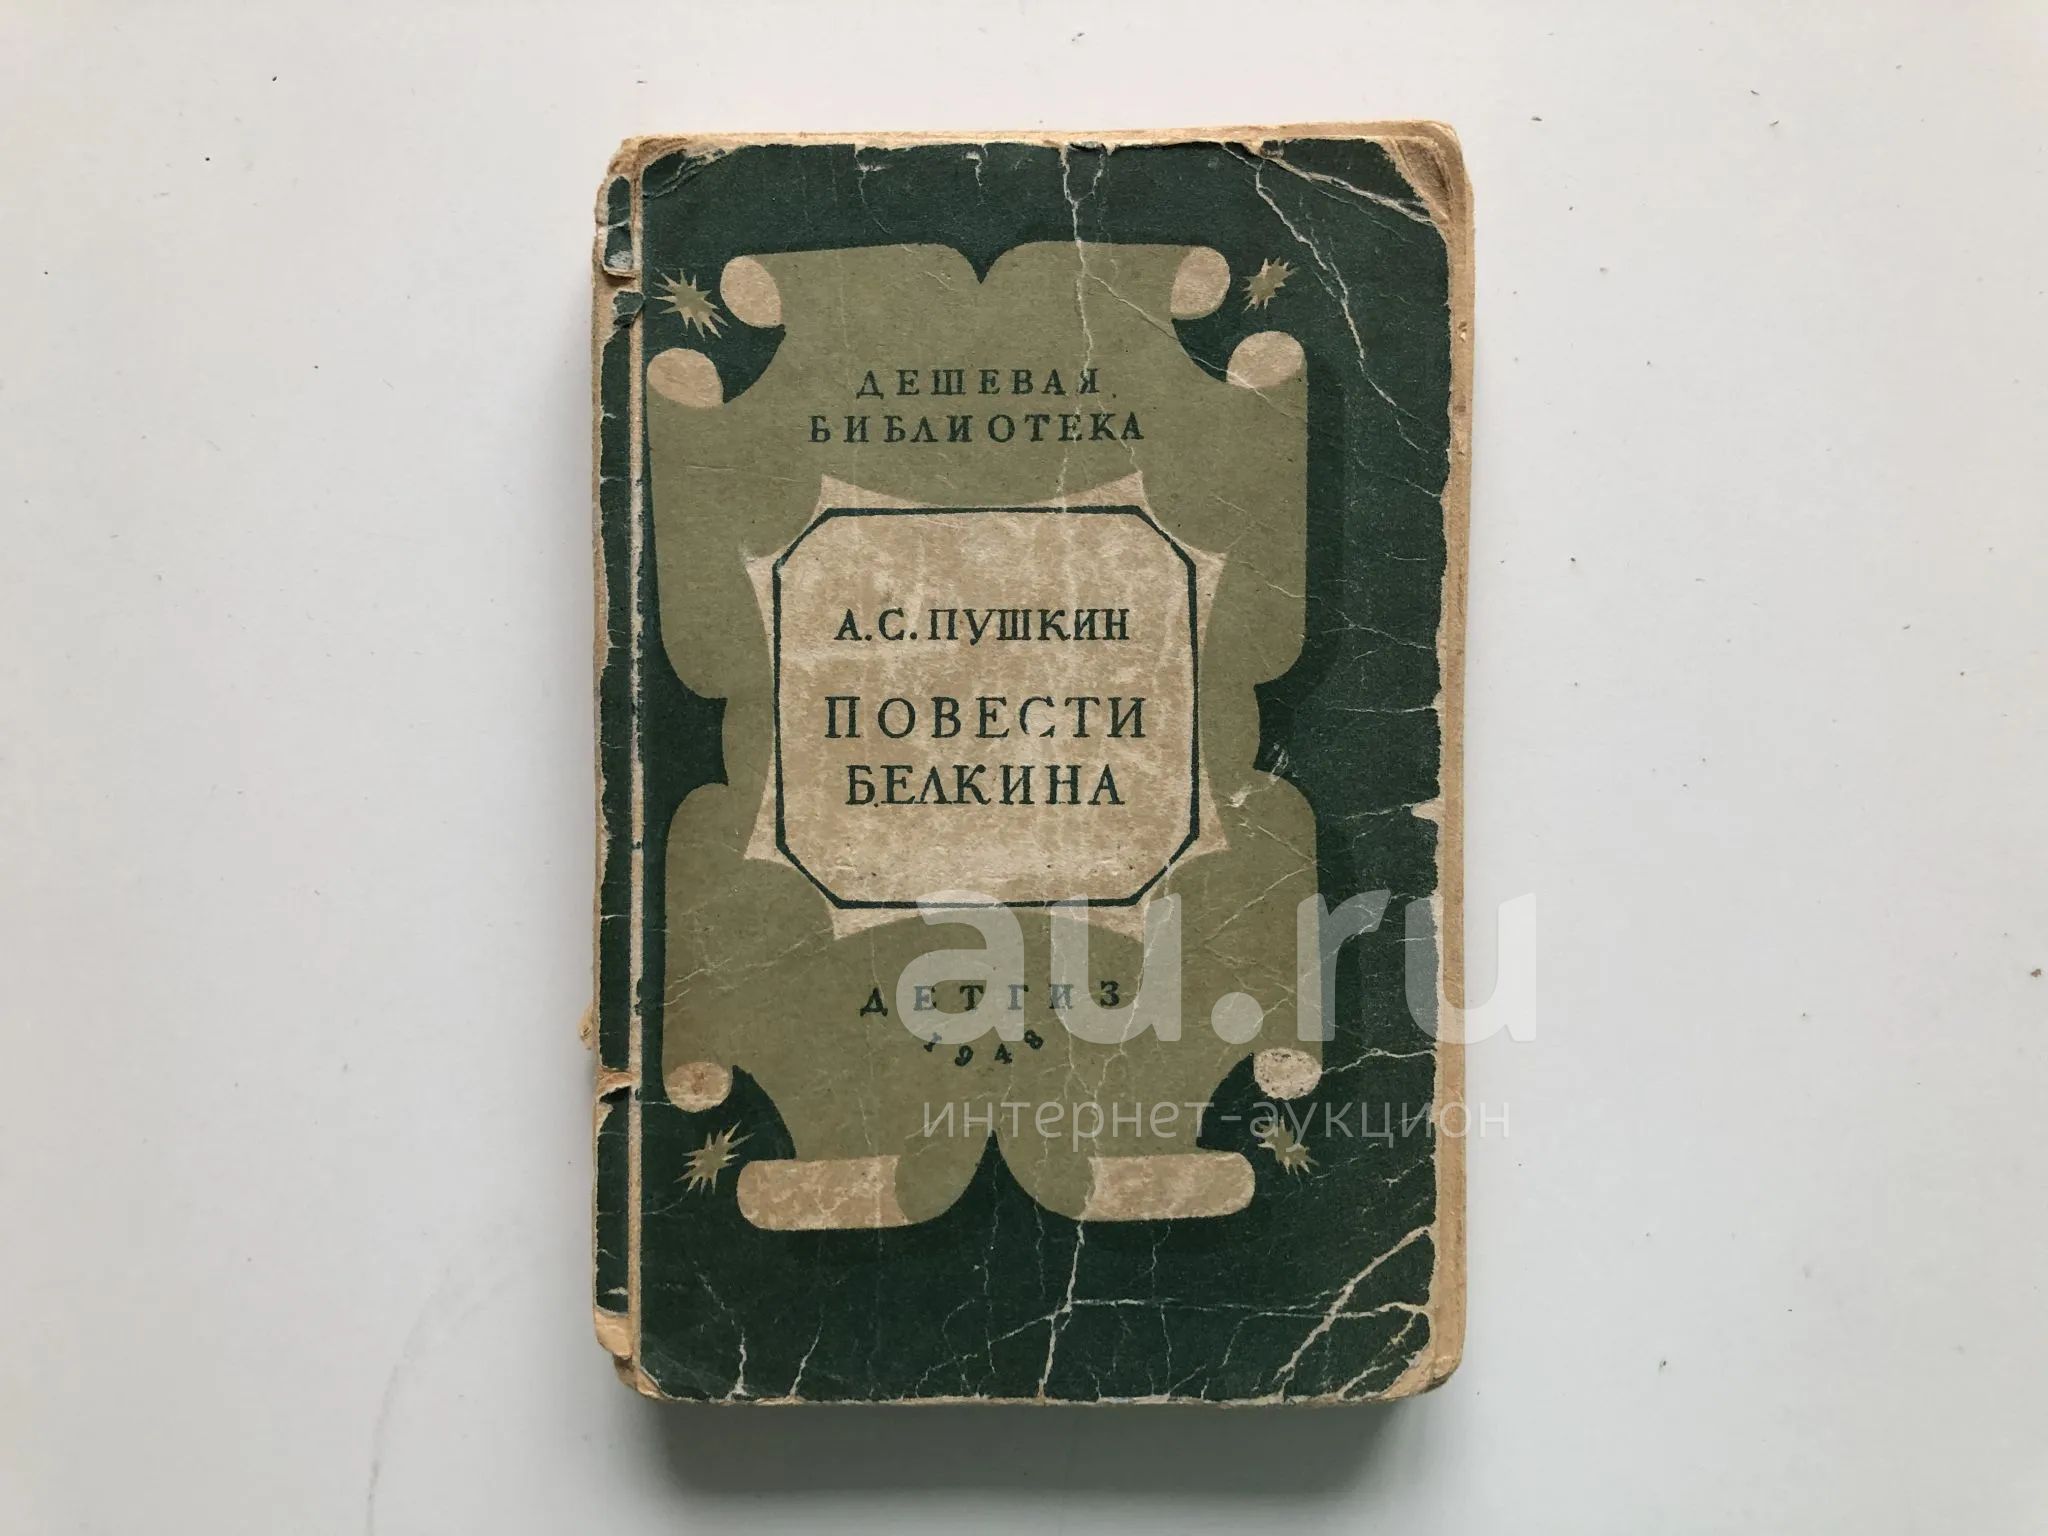 ДЕШЕВАЯ
БИБЛИОТЕКА
А.С.ПУШКИН
ПОВЕСТИ
БЕЛКИНА
ДЕТГИЗ
1948
au.ru
интернет-аукцион